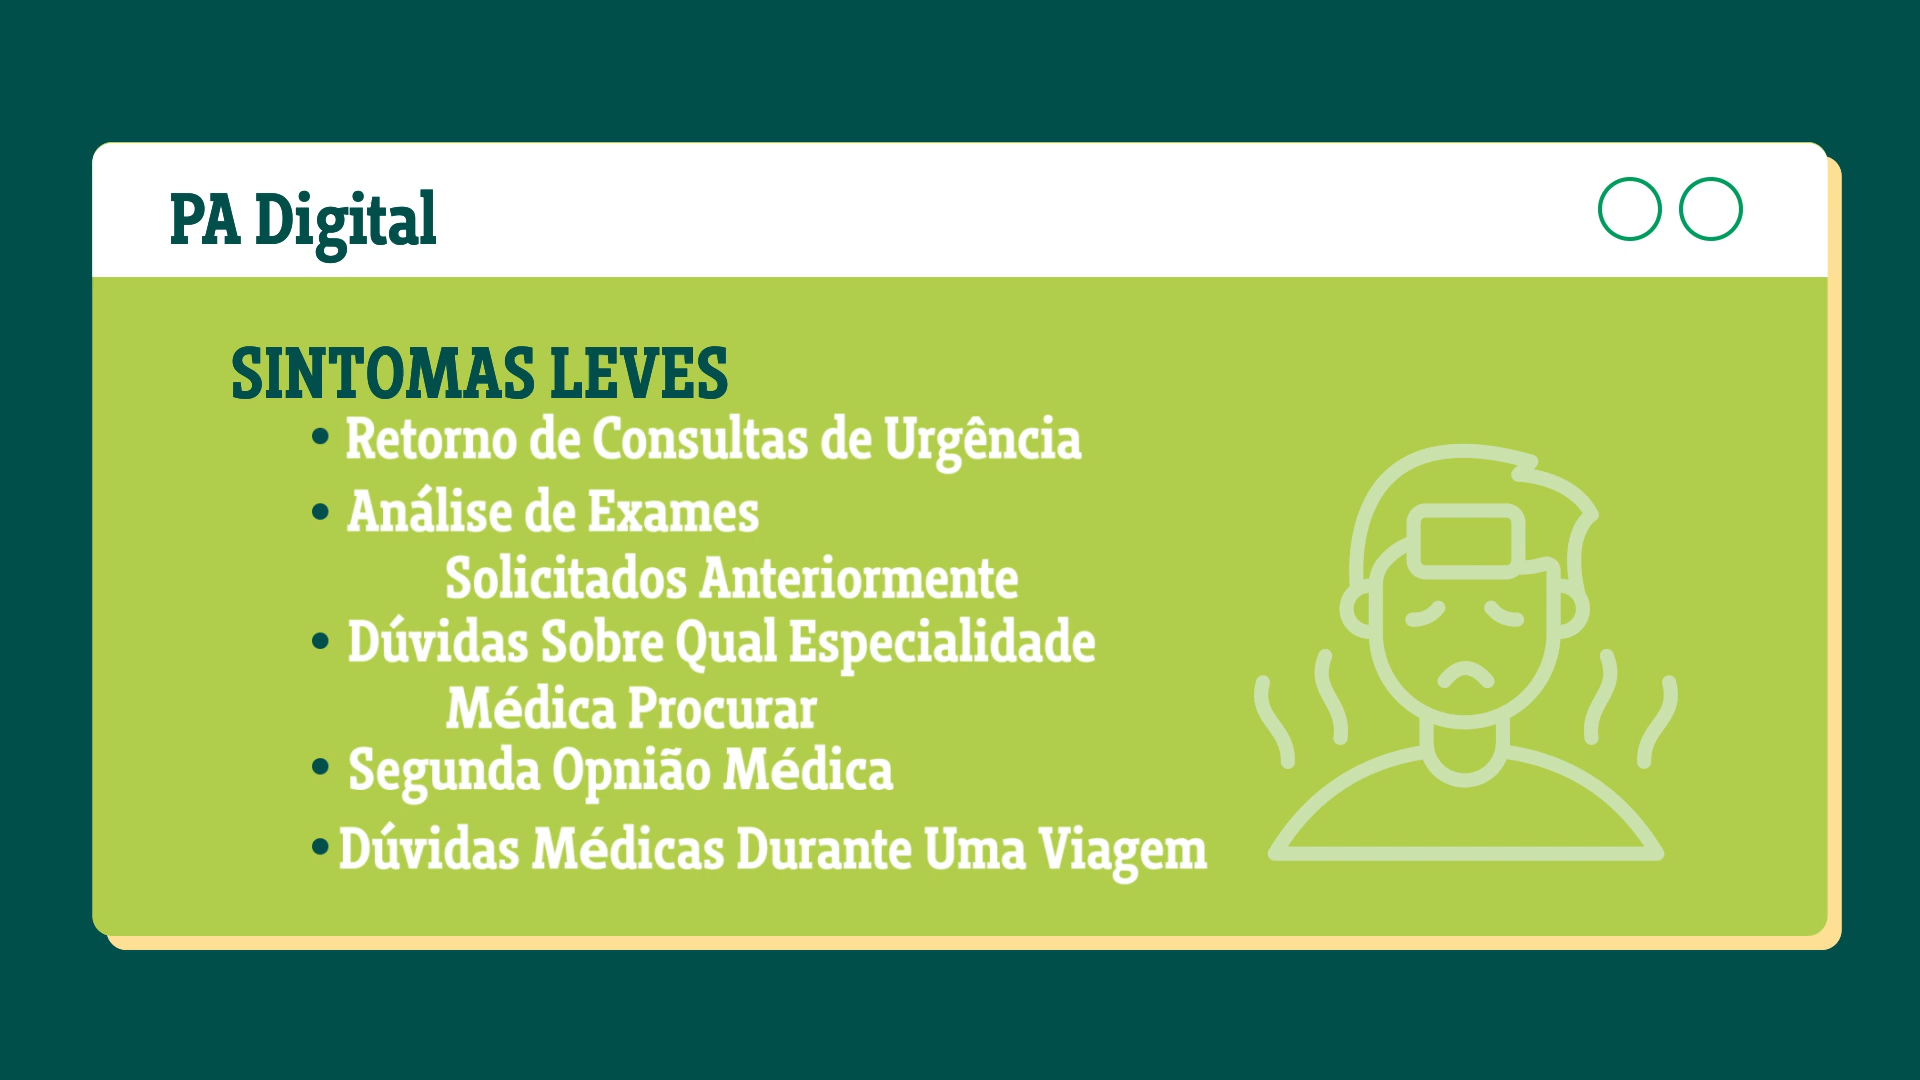 PA Digital
SINTOMAS LEVES
• Retorno de Consultas de Urgência
• Análise de Exames
Solicitados Anteriormente
• Dúvidas Sobre Qual Especialidade
Médica Procurar
• Segunda Opnião Médica
• Dúvidas Médicas Durante Uma Viagem